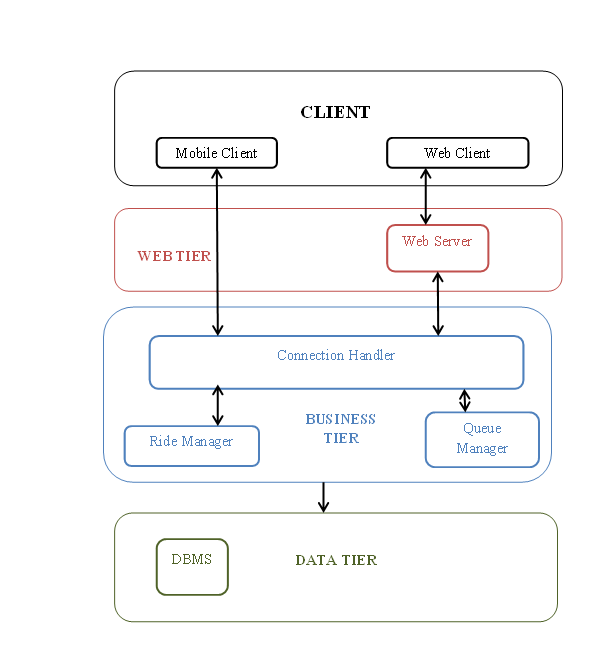 CLIENT
Mobile Client
Web Client
WEB TIER
Web Server
Connection Handler
BUSINESS
TIER
Ride Manager
Queue
Manager
DBMS
DATA TIER